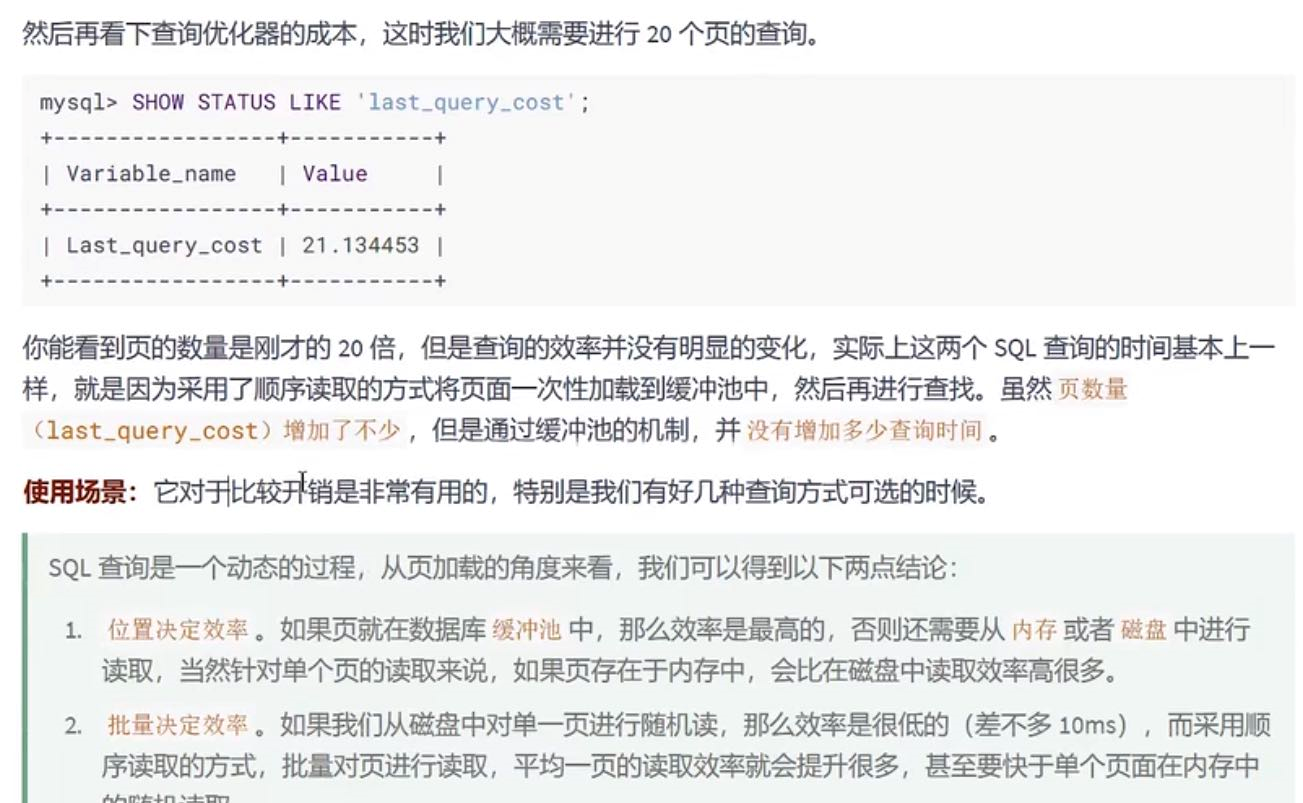 然后再看下查询优化器的成本，这时我们大概需要进行 20 个页的查询。
mysql> SHOW STATUS LIKE 'last_query_cost';
+-----------------+-----------+
| Variable_name   | Value     |
+-----------------+-----------+
| Last_query_cost | 21.134453 |
+-----------------+-----------+
你能看到页的数量是刚才的 20 倍，但是查询的效率并没有明显的变化，实际上这两个 SQL 查询的时间基本上一
样，就是因为采用了顺序读取的方式将页面一次性加载到缓冲池中，然后再进行查找。虽然 页数量
（last_query_cost）增加了不少 ，但是通过缓冲池的机制，并 没有增加多少查询时间 。
使用场景：它对于比较开销是非常有用的，特别是我们有好几种查询方式可选的时候。
SQL 查询是一个动态的过程，从页加载的角度来看，我们可以得到以下两点结论：
1. 位置决定效率 。如果页就在数据库 缓冲池 中，那么效率是最高的，否则还需要从 内存 或者 磁盘 中进行
读取，当然针对单个页的读取来说，如果页存在于内存中，会比在磁盘中读取效率高很多。
2. 批量决定效率 。如果我们从磁盘中对单一页进行随机读，那么效率是很低的（差不多 10ms），而采用顺
序读取的方式，批量对页进行读取，平均一页的读取效率就会提升很多，甚至要快于单个页面在内存中
的随机读取